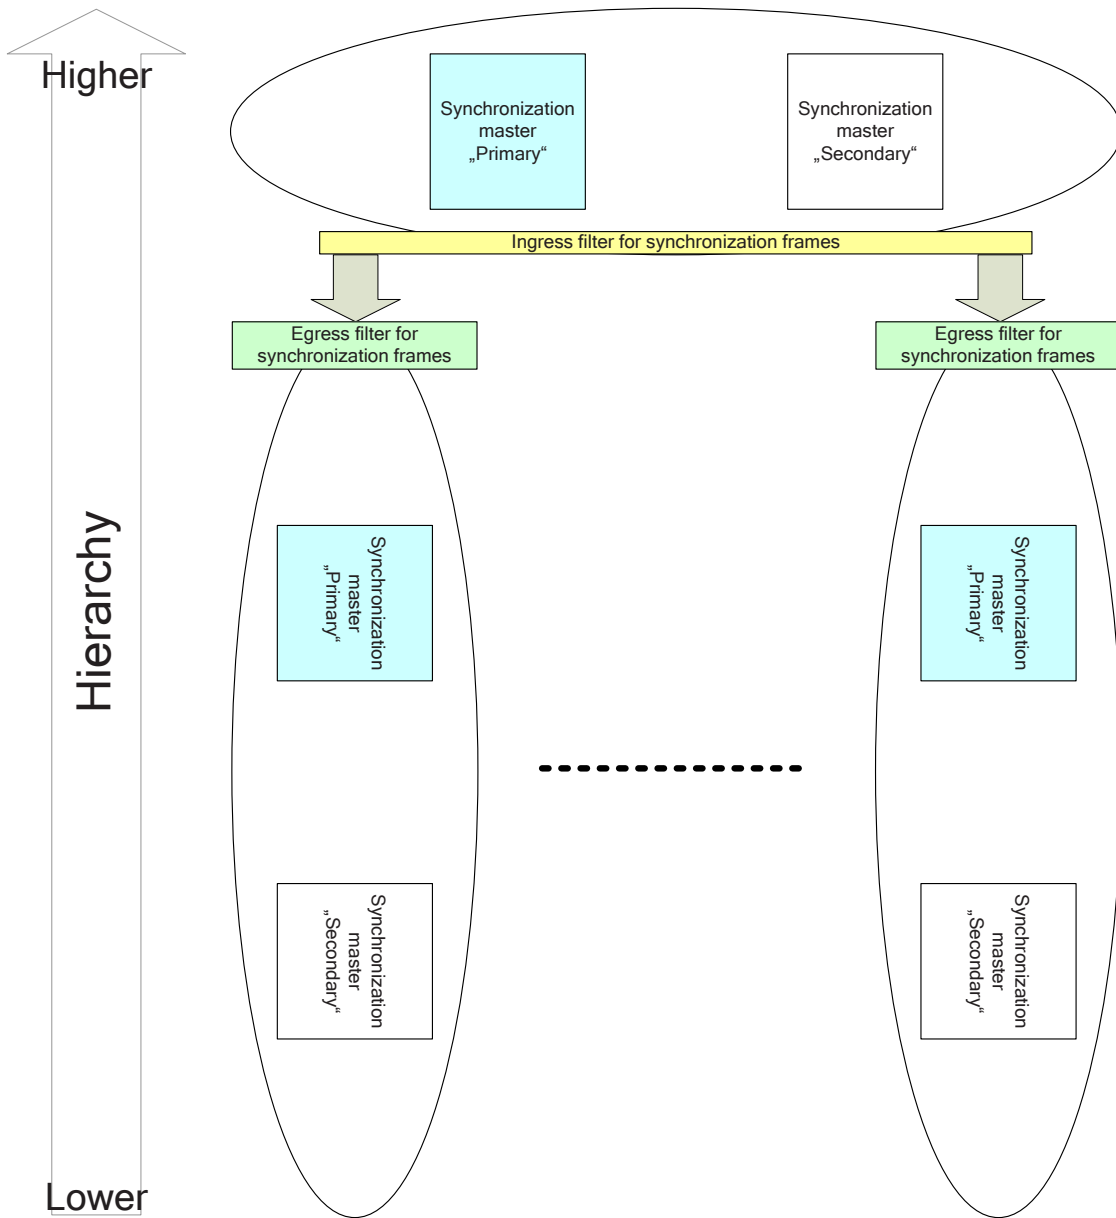 Higher
Synchronization
master
„Primary“
Synchronization
master
„Secondary“
Ingress filter for synchronization frames
Egress filter for
synchronization frames
Egress filter for
synchronization frames
Hierarchy
Synchronization
master
„Primary“
Synchronization
master
„Primary“
Synchronization
master
„Secondary“
Synchronization
master
„Secondary“
Lower